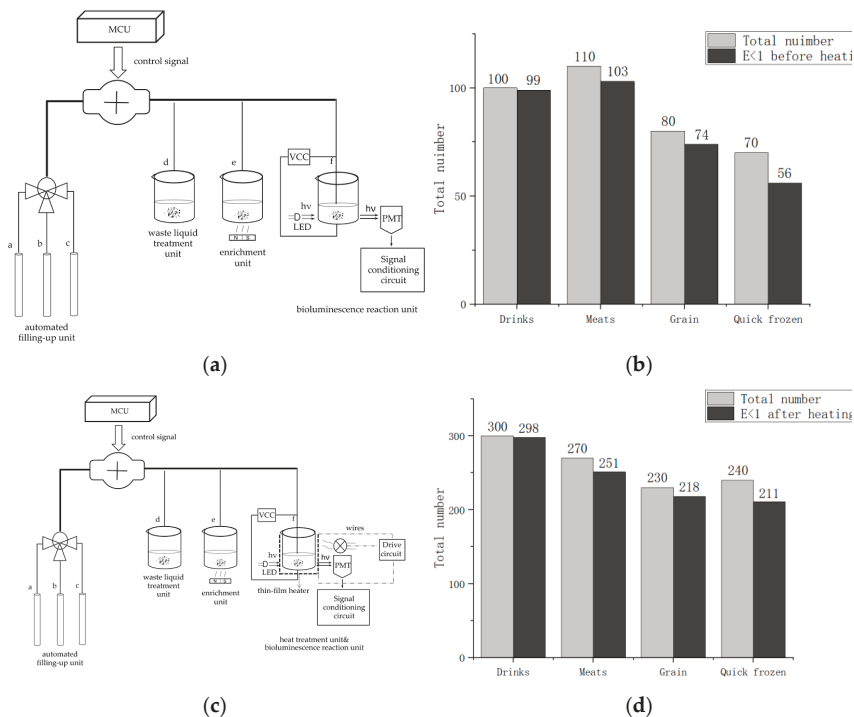 MCU
control signal
d
e
f
VCC
a
b
c
hν
D
LED
hν
PMT
N S
waste liquid
treatment
unit
enrichment
unit
Signal
conditioning
circuit
automated
filling-up unit
bioluminescence reaction unit
(a)
Total nuimber
E<1 before heati
Total nuimber
100
50
0
100
99
110
103
80
74
70
56
Drinks
Meats
Grain
Quick frozen
(b)
MCU
control signal
d
e
f
VCC
wires
Drive
circuit
a
b
c
hν
D
LED
hν
PMT
N S
waste liquid treatment
unit
enrichment
unit
thin-film heater
Signal
conditioning
circuit
automated
filling-up unit
heat treatment unit&
bioluminescence reaction unit
(c)
Total number
E<1 after heating
Total number
300
200
100
0
300
298
270
251
230
218
240
211
Drinks
Meats
Grain
Quick frozen
(d)